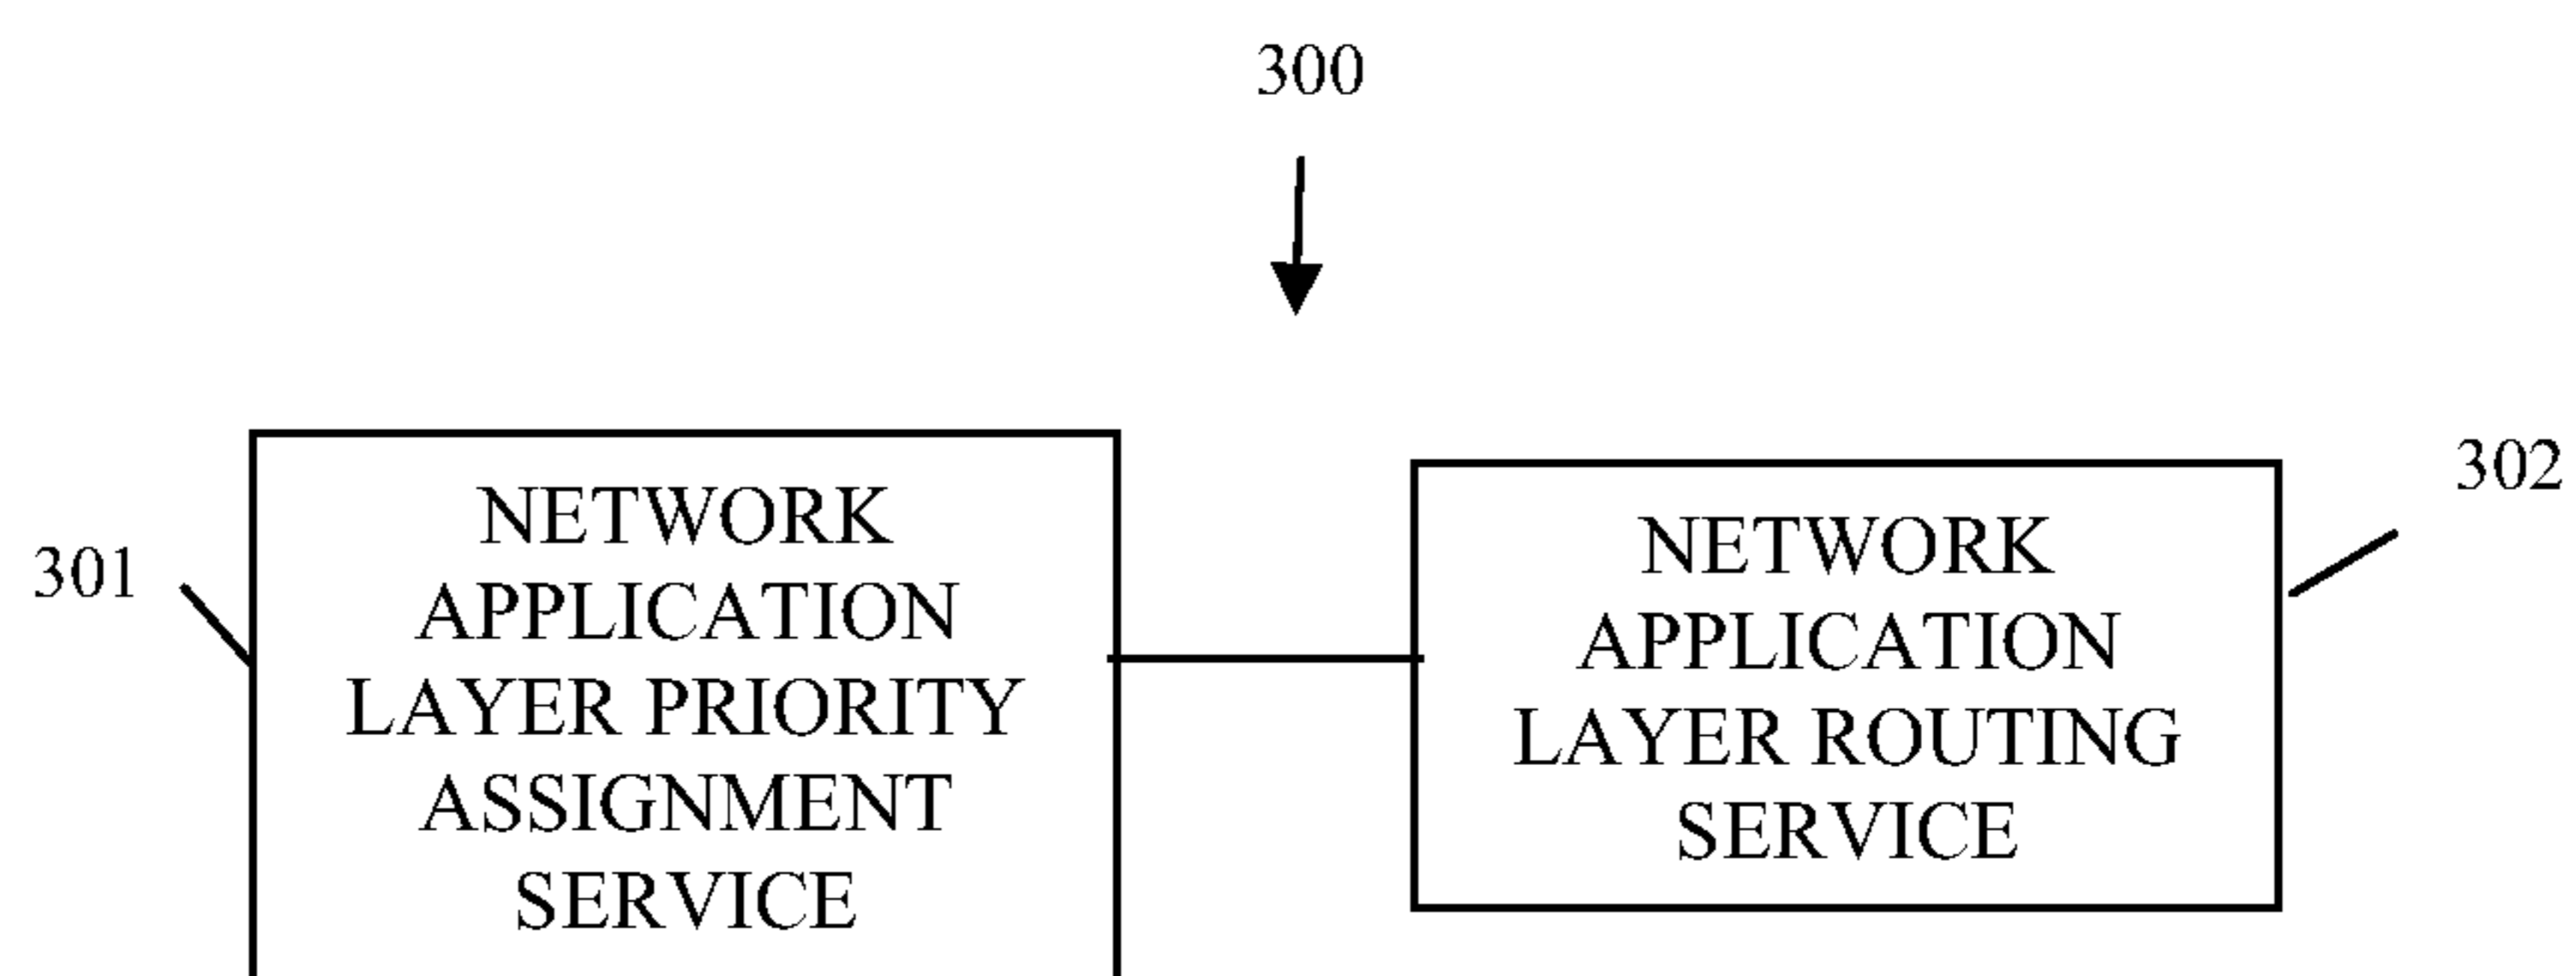 300
301
NETWORK
APPLICATION
LAYER PRIORITY
ASSIGNMENT
SERVICE
NETWORK
APPLICATION
LAYER ROUTING
SERVICE
302